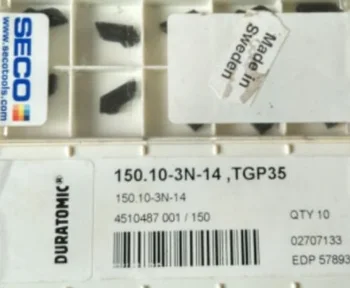 SECO
www.secotools.com
Made in
Sweden
DURATOMIC®
150.10-3N-14 ,TGP35
150.10-3N-14
4510487 001 / 150
QTY 10
02707133
EDP 57893